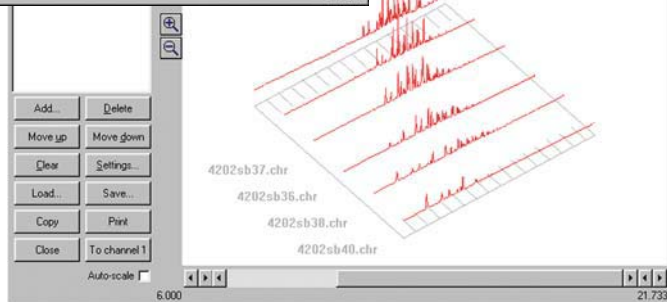 Add... Delete
Move up Move down
Clear Settings...
Load... Save...
Copy Print
Close To channel 1
Auto-scale
4202sb37.chr
4202sb36.chr
4202sb38.chr
4202sb40.chr
6.000 21.733